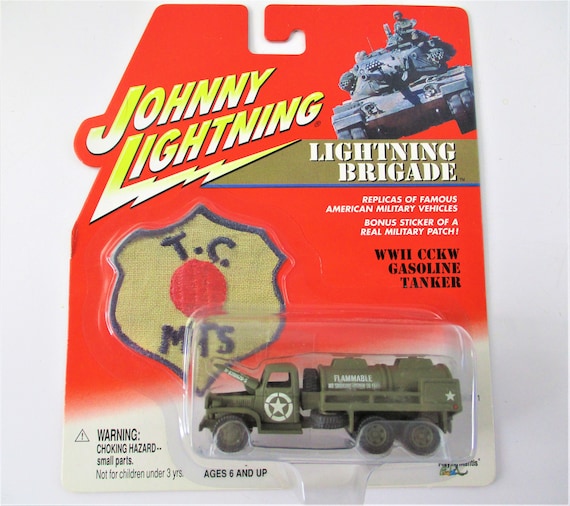 JOHNNY
LIGHTNING®
LIGHTNING
BRIGADE™
REPLICAS OF FAMOUS
AMERICAN MILITARY VEHICLES
BONUS STICKER OF A
REAL MILITARY PATCH!
WWII CCKW
GASOLINE
TANKER
T.C.
MTS
FLAMMABLE
WARNING:
CHOKING HAZARD--
small parts.
Not for children under 3 yrs.
AGES 6 AND UP